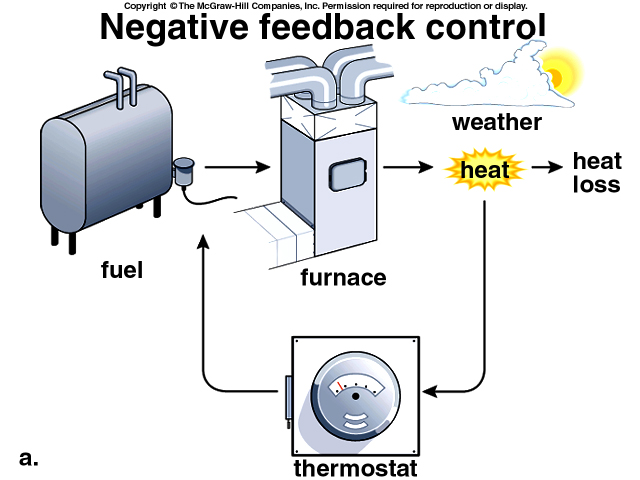 Copyright © The McGraw-Hill Companies, Inc. Permission required for reproduction or display.
Negative feedback control
weather
heat
heat
loss
fuel
furnace
thermostat
a.